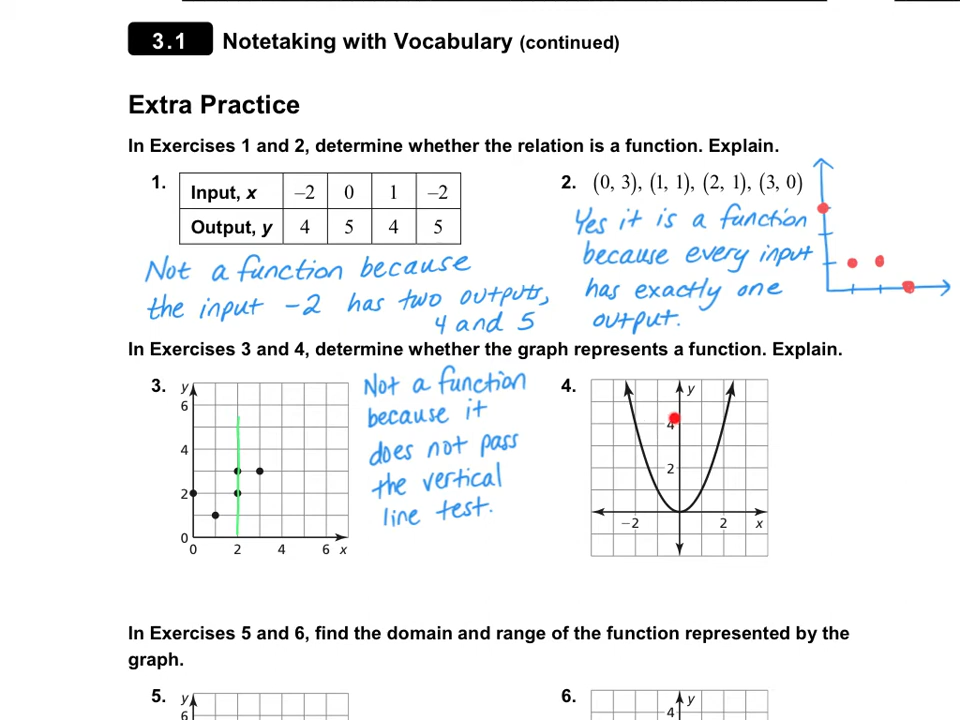 3.1 Notetaking with Vocabulary (continued)
Extra Practice
In Exercises 1 and 2, determine whether the relation is a function. Explain.
1.
Input, x –2 0 1 –2
Output, y 4 5 4 5
Not a function because
the input -2 has two outputs,
4 and 5
2. (0, 3), (1, 1), (2, 1), (3, 0)
Yes it is a function
because every input
has exactly one
output.
In Exercises 3 and 4, determine whether the graph represents a function. Explain.
3.
y
6
4
2
0
0 2 4 6 x
Not a function
because it
does not pass
the vertical
line test.
4.
y
4
2
–2 2 x
In Exercises 5 and 6, find the domain and range of the function represented by the
graph.
5. y
6
6. y
4